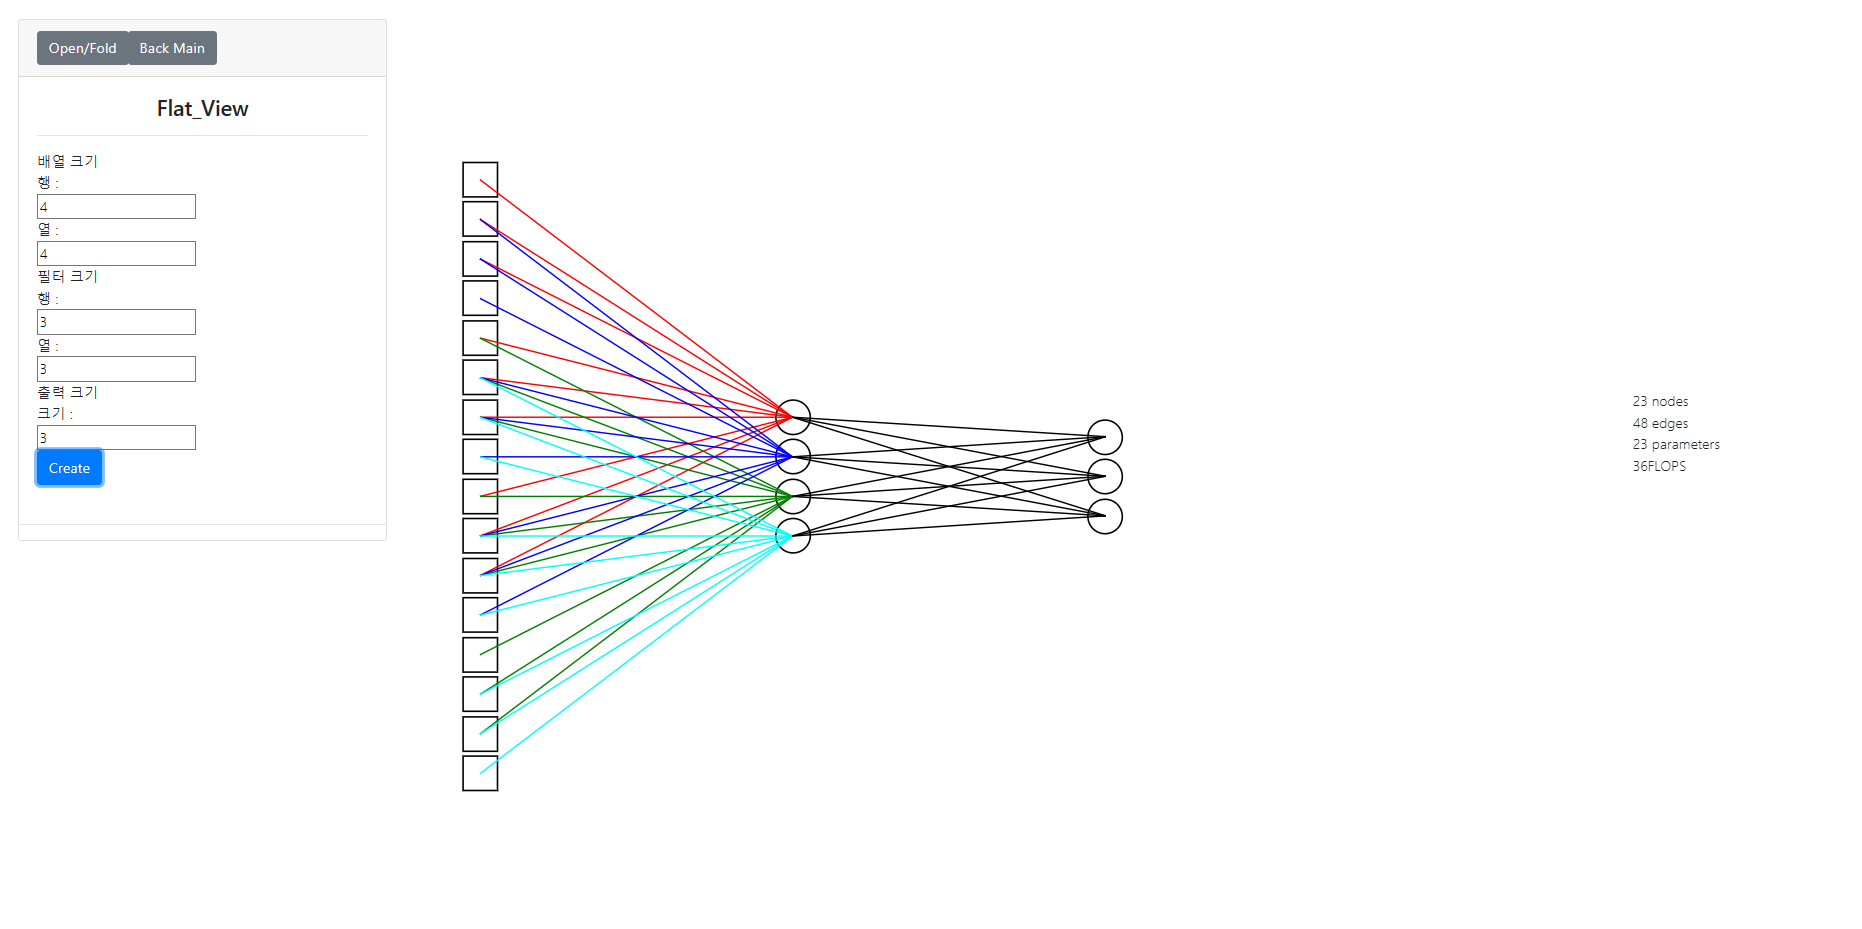 Open/Fold Back Main
Flat_View
배열 크기
행 :
4
열 :
4
필터 크기
행 :
3
열 :
3
출력 크기
크기 :
3
Create
23 nodes
48 edges
23 parameters
36FLOPS